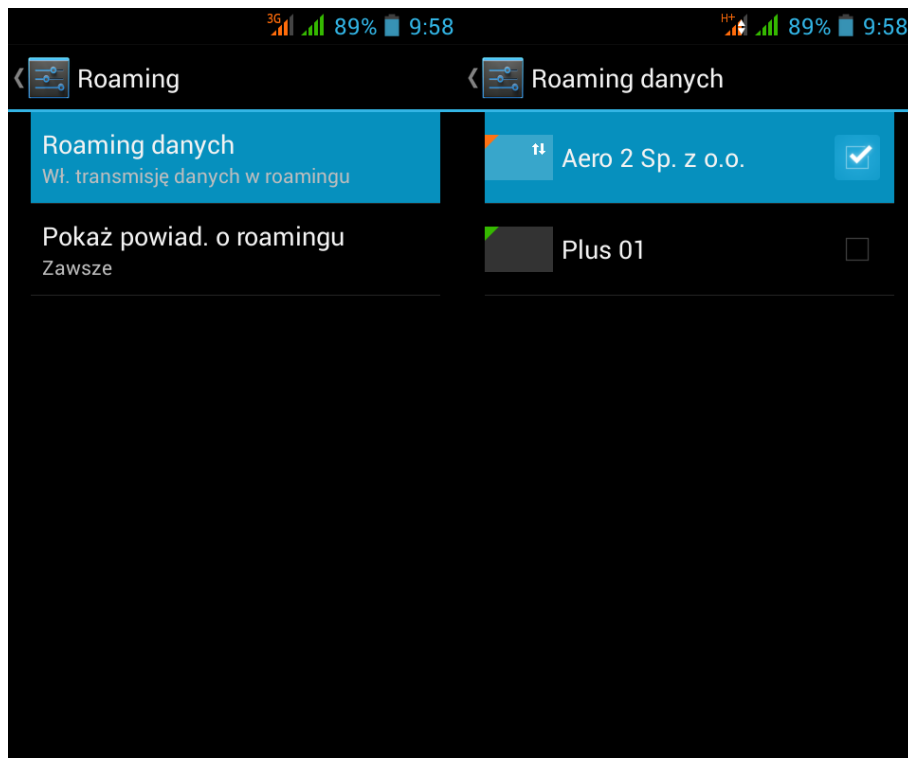 3G 89% 9:58
Roaming
Roaming danych
Wł. transmisję danych w roamingu
Pokaż powiad. o roamingu
Zawsze
H+ 89% 9:58
Roaming danych
Aero 2 Sp. z o.o.
Plus 01